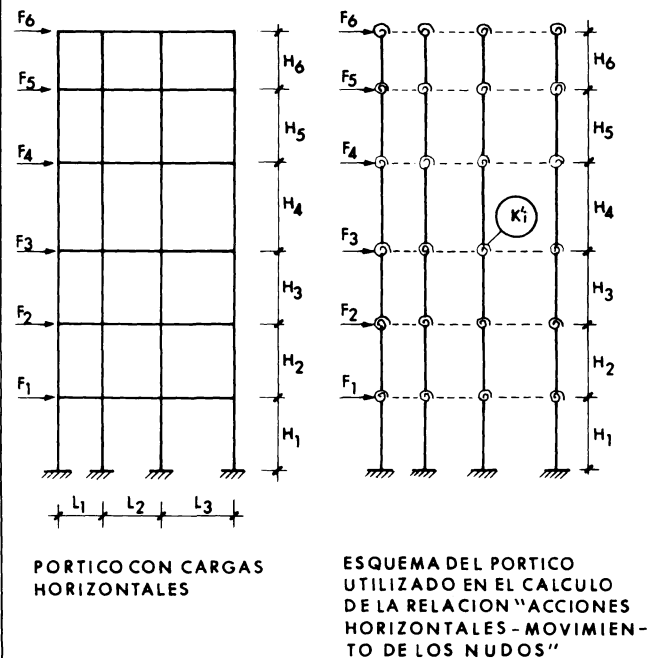 F6
H6
F5
H5
F4
H4
F3
H3
F2
H2
F1
H1
L1 L2 L3
PORTICO CON CARGAS
HORIZONTALES
F6
H6
F5
H5
F4
H4
K'i
F3
H3
F2
H2
F1
H1
ESQUEMA DEL PORTICO
UTILIZADO EN EL CALCULO
DE LA RELACION "ACCIONES
HORIZONTALES - MOVIMIEN-
TO DE LOS NUDOS"